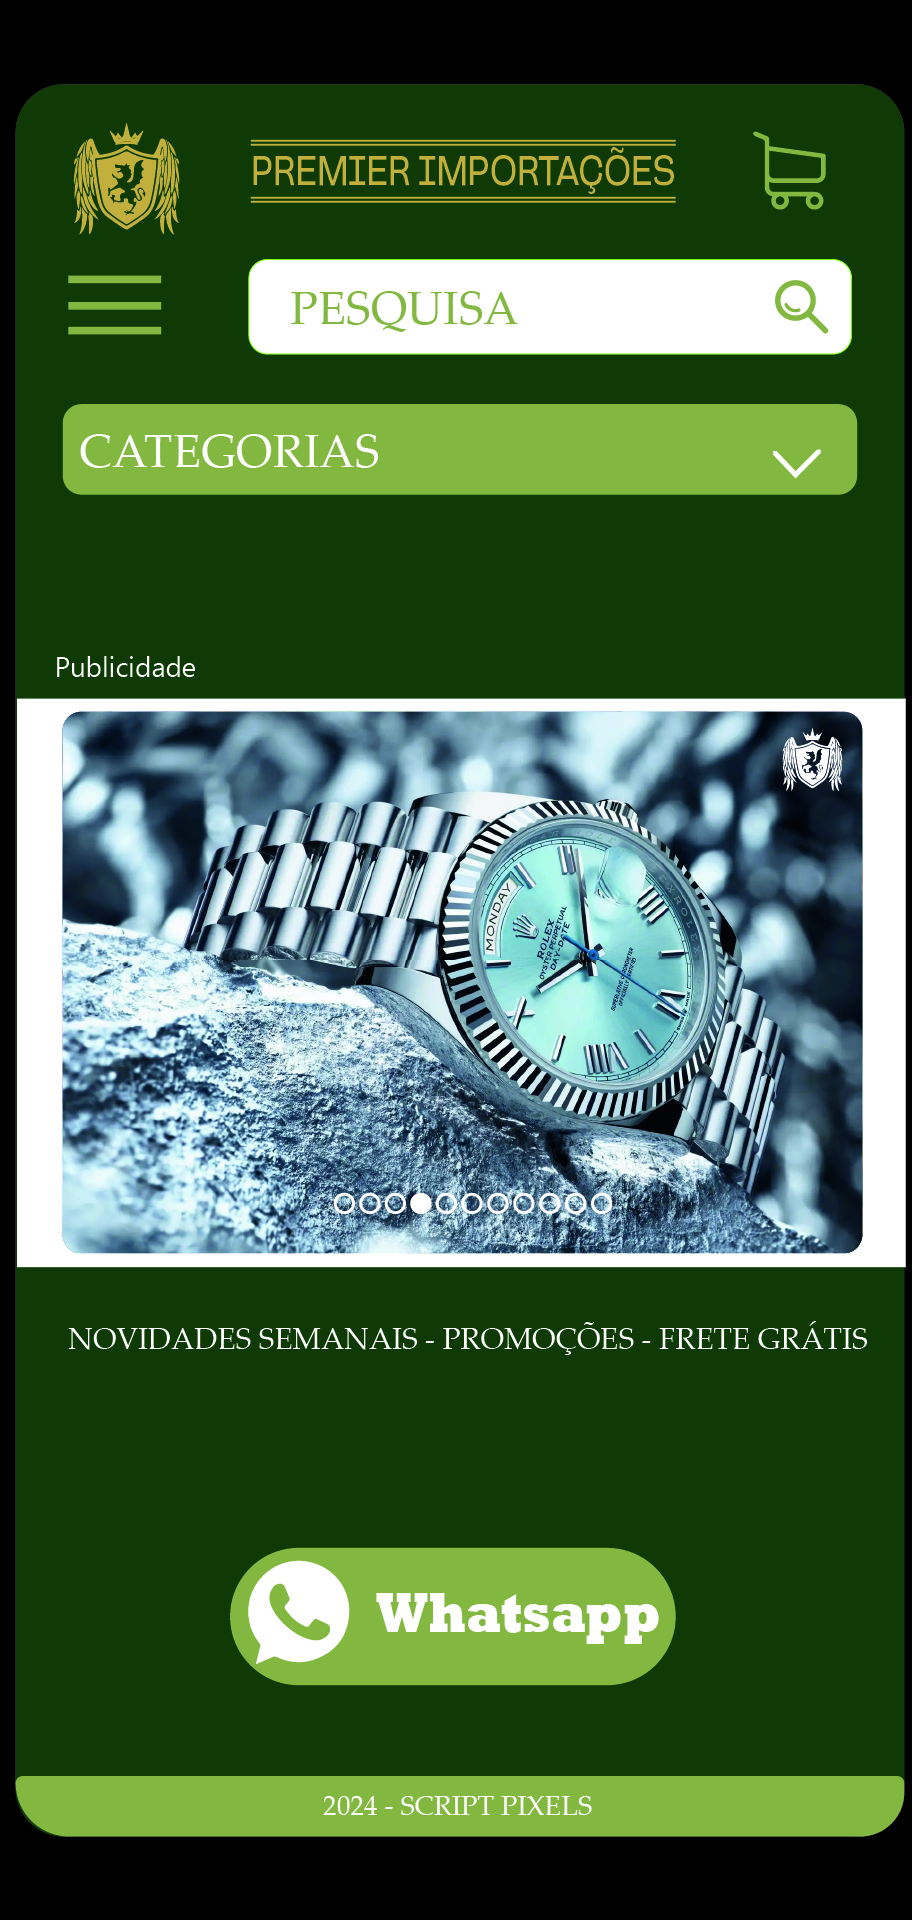 PREMIER IMPORTAÇÕES
PESQUISA
CATEGORIAS
Publicidade
MONDAY
ROLEX
OYSTER PERPETUAL
DAY-DATE
SUPERLATIVE CHRONOMETER
OFFICIALLY CERTIFIED
NOVIDADES SEMANAIS - PROMOÇÕES - FRETE GRÁTIS
Whatsapp
2024 - SCRIPT PIXELS